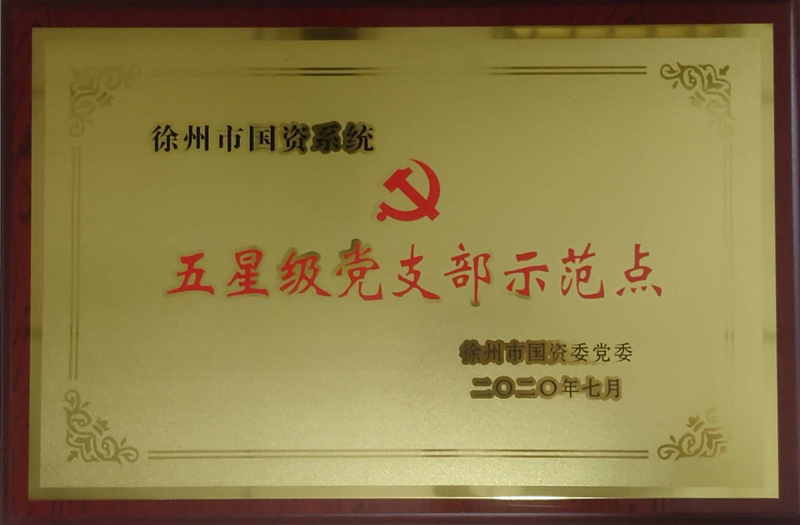 徐州市国资系统
五星级党支部示范点
徐州市国资委党委
二〇二〇年七月